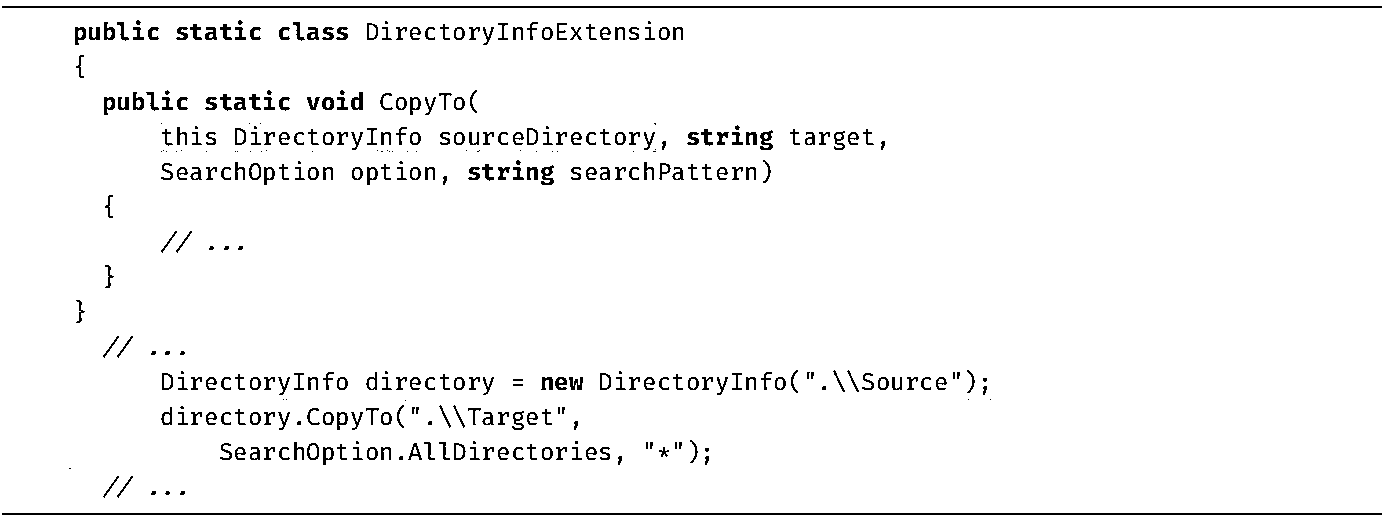 public static class DirectoryInfoExtension
{
  public static void CopyTo(
      this DirectoryInfo sourceDirectory, string target,
      SearchOption option, string searchPattern)
  {
      // ...
  }
}
  // ...
      DirectoryInfo directory = new DirectoryInfo(".\\Source");
      directory.CopyTo(".\\Target",
          SearchOption.AllDirectories, "*");
  // ...